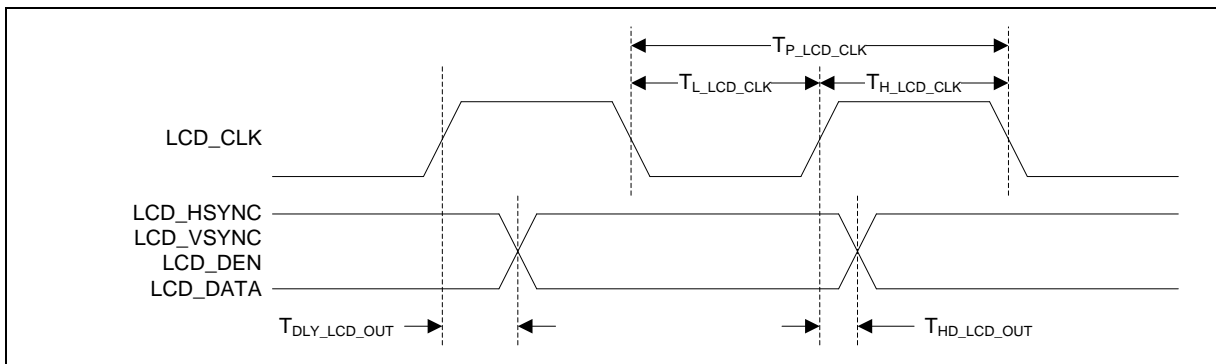 T_P_LCD_CLK
T_L_LCD_CLK
T_H_LCD_CLK
LCD_CLK
LCD_HSYNC
LCD_VSYNC
LCD_DEN
LCD_DATA
T_DLY_LCD_OUT
T_HD_LCD_OUT